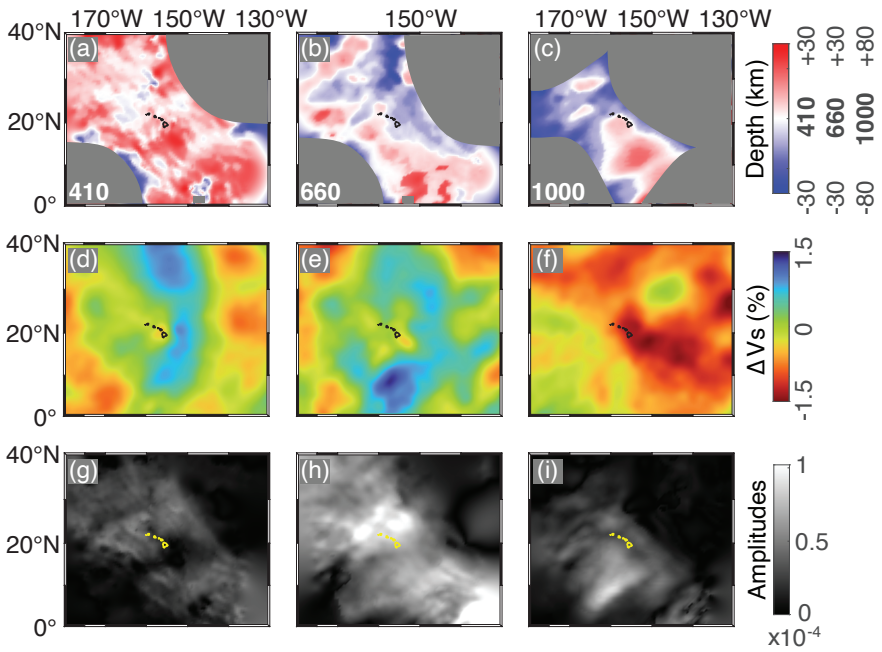 170°W 150°W 130°W 150°W 170°W 150°W 130°W
40°N (a) (b) (c)
20°N
0° 410 660 1000
Depth (km)
+30 +30 +80
410 660 1000
-30 -30 -80
40°N (d) (e) (f)
20°N
0°
ΔVs (%)
1.5
0
-1.5
40°N (g) (h) (i)
20°N
0°
Amplitudes
1
0.5
0
x10⁻⁴